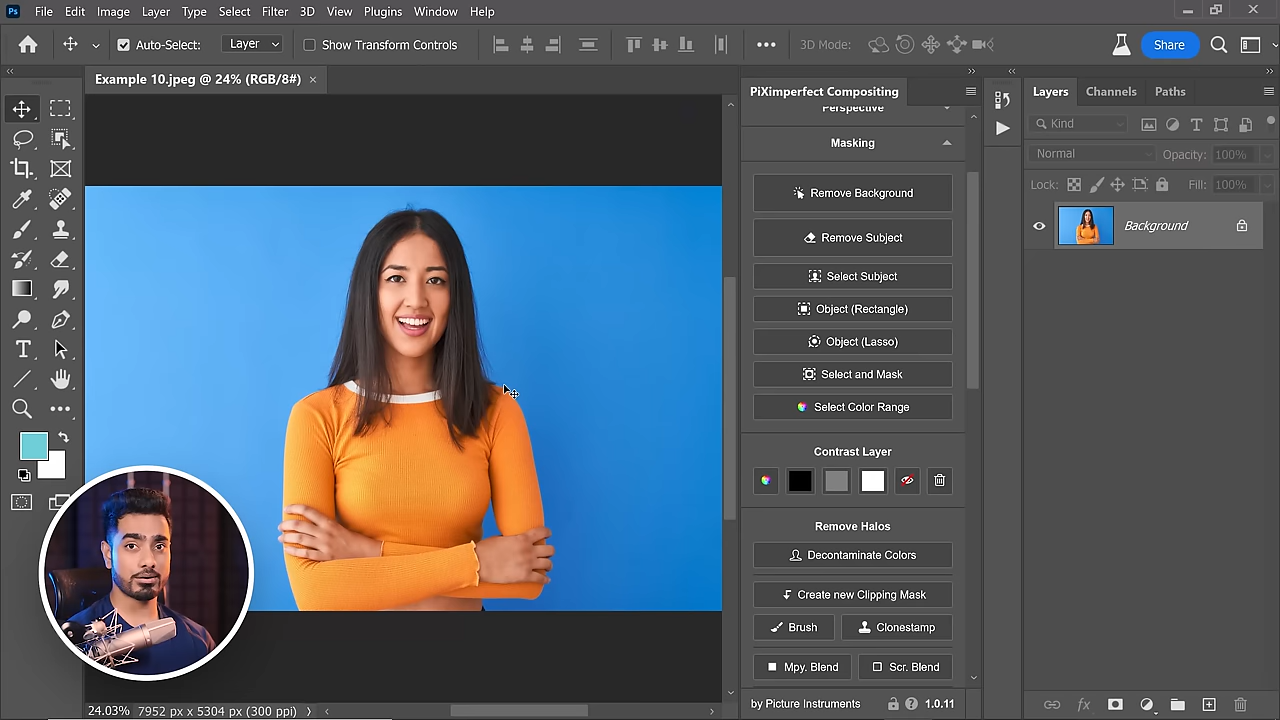 Ps File Edit Image Layer Type Select Filter 3D View Plugins Window Help
Auto-Select: Layer Show Transform Controls 3D Mode: Share
Example 10.jpeg @ 24% (RGB/8#)
PiXimperfect Compositing
Perspective
Masking
Remove Background
Remove Subject
Select Subject
Object (Rectangle)
Object (Lasso)
Select and Mask
Select Color Range
Contrast Layer
Remove Halos
Decontaminate Colors
Create new Clipping Mask
Brush Clonestamp
Mpy. Blend Scr. Blend
by Picture Instruments 1.0.11
Layers Channels Paths
Kind
Normal Opacity: 100%
Lock: Fill: 100%
Background
24.03% 7952 px x 5304 px (300 ppi)